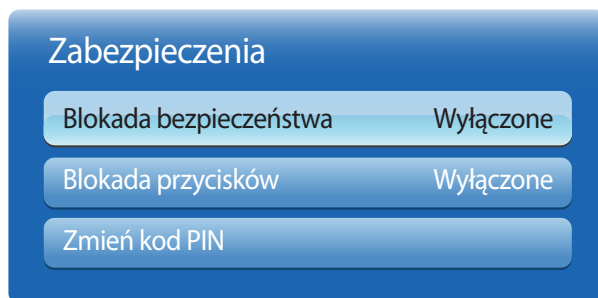 Zabezpieczenia
Blokada bezpieczeństwa Wyłączone
Blokada przycisków Wyłączone
Zmień kod PIN